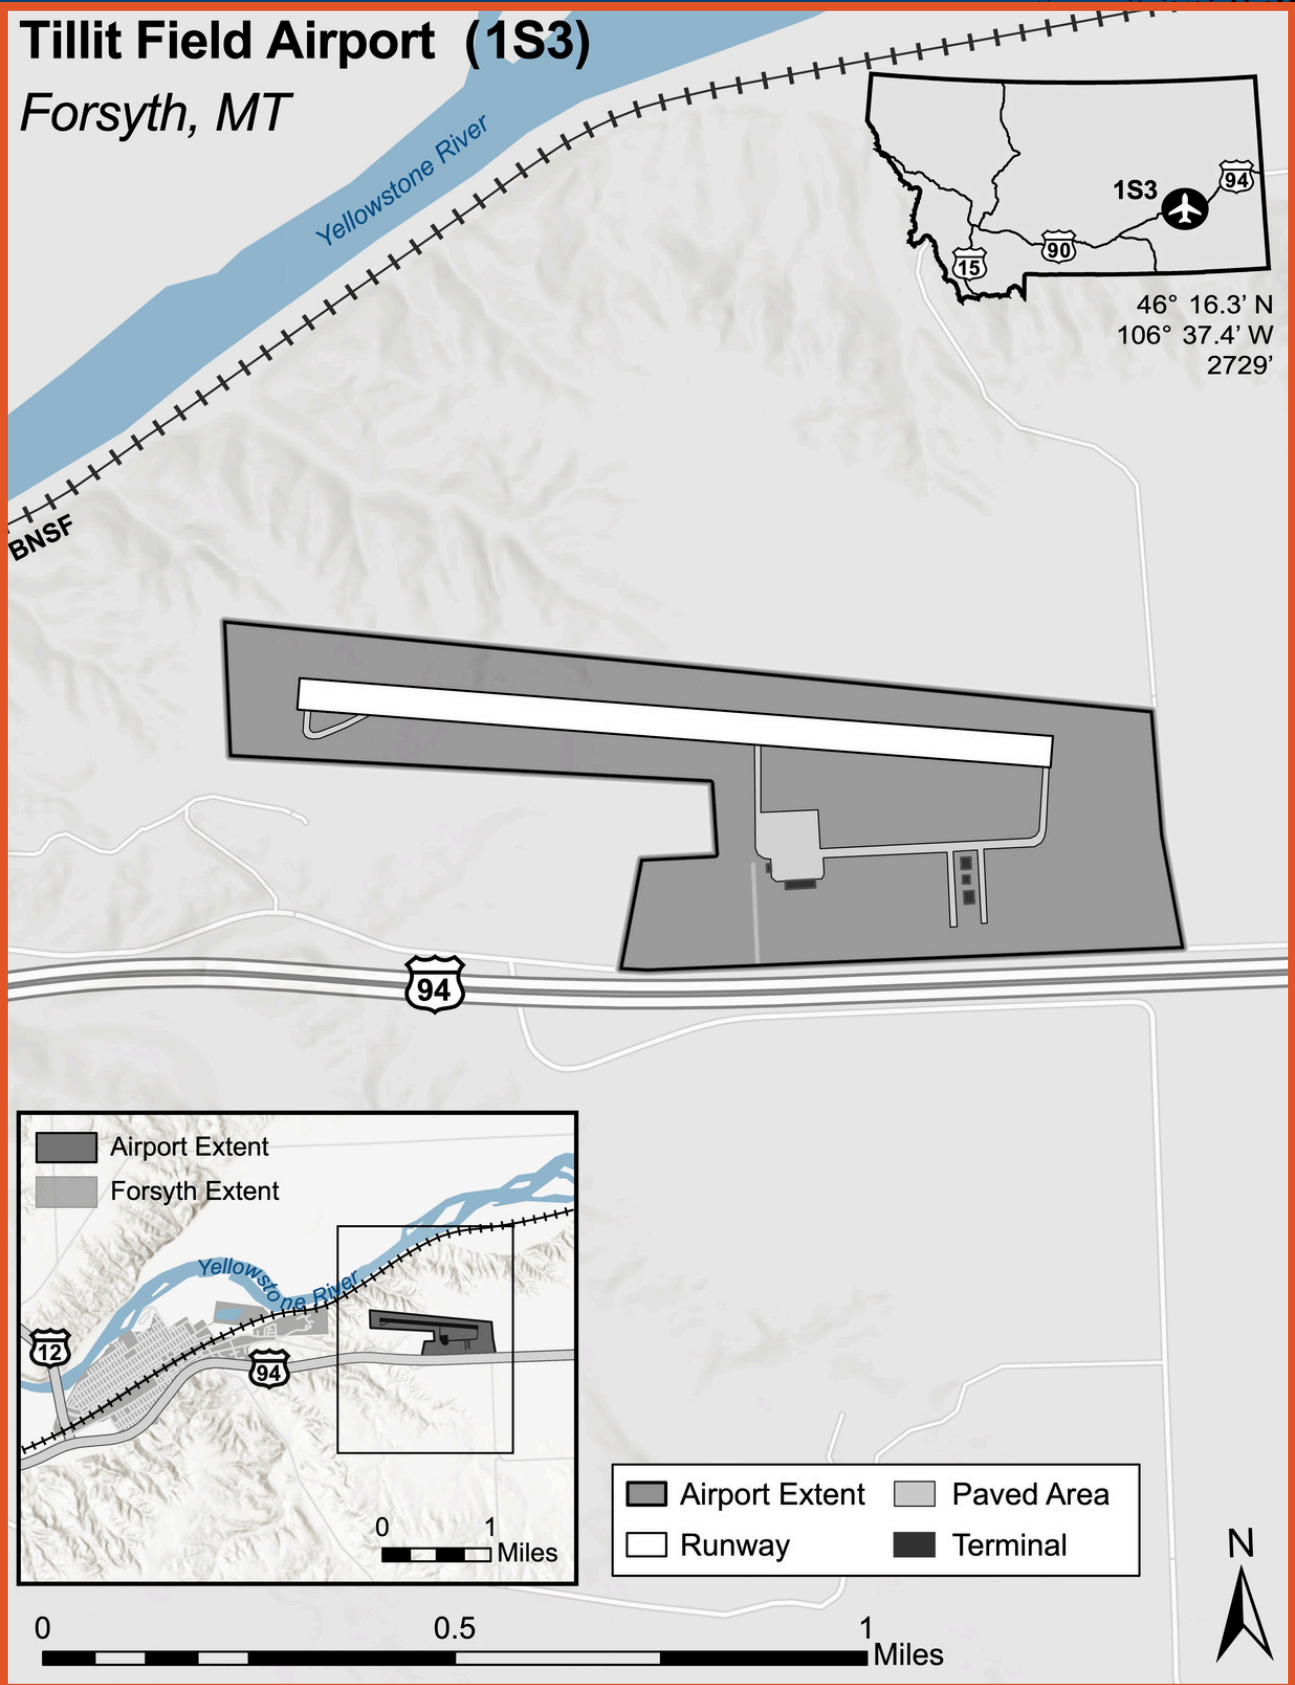 Tillit Field Airport (1S3)
Forsyth, MT
Yellowstone River
BNSF
1S3
94
90
15
46° 16.3’ N
106° 37.4’ W
2729’
94
Airport Extent
Forsyth Extent
Yellowstone River
12
94
0 1
Miles
Airport Extent
Paved Area
Runway
Terminal
N
0 0.5 1
Miles